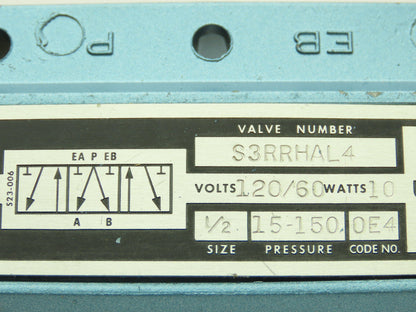 P EB
VALVE NUMBER
S3RRHAL4
EA P EB
VOLTS 120/60 WATTS 10
S23-006
A B
1/2 15-150 0E4
SIZE PRESSURE CODE NO.